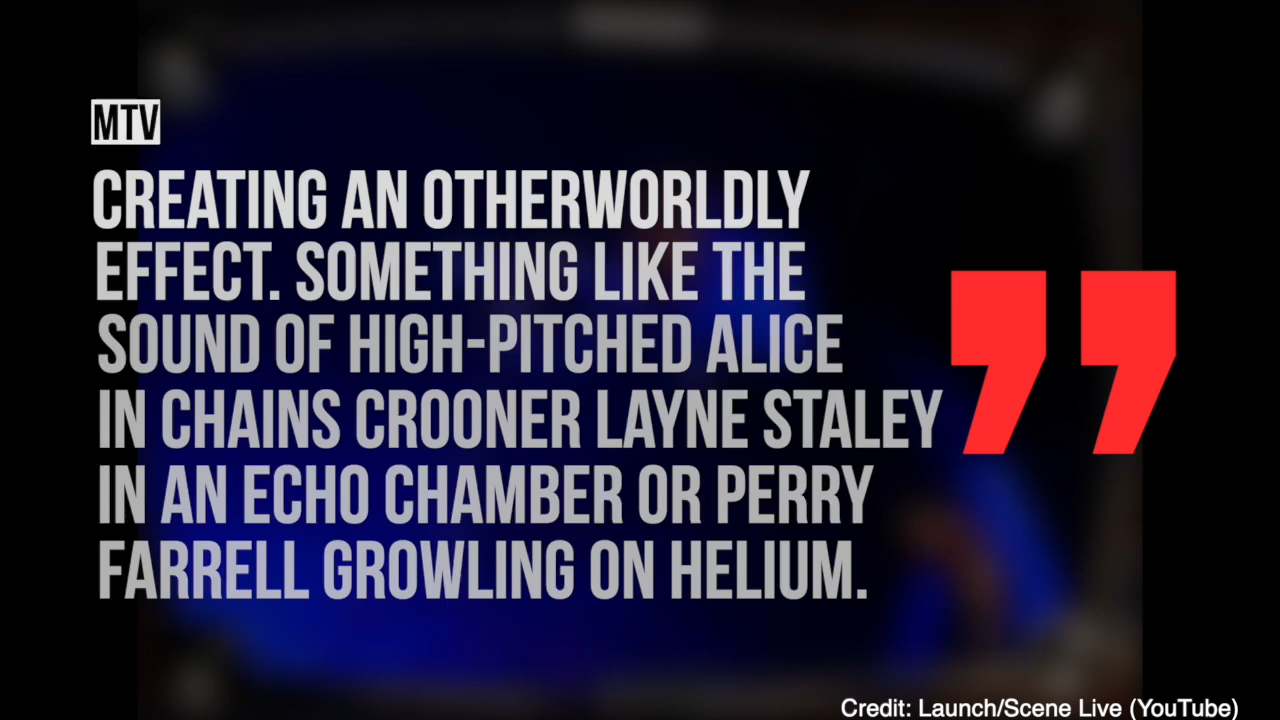 MTV
CREATING AN OTHERWORLDLY
EFFECT. SOMETHING LIKE THE
SOUND OF HIGH-PITCHED ALICE
IN CHAINS CROONER LAYNE STALEY
IN AN ECHO CHAMBER OR PERRY
FARRELL GROWLING ON HELIUM.
”
Credit: Launch/Scene Live (YouTube)